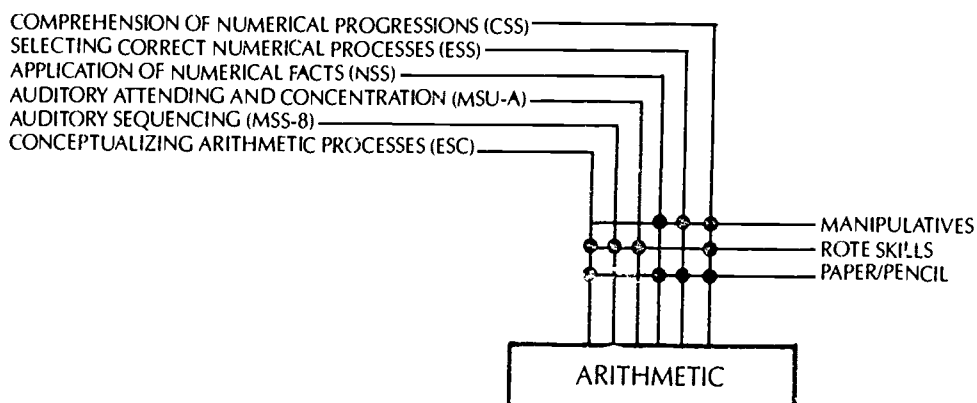 COMPREHENSION OF NUMERICAL PROGRESSIONS (CSS)
SELECTING CORRECT NUMERICAL PROCESSES (ESS)
APPLICATION OF NUMERICAL FACTS (NSS)
AUDITORY ATTENDING AND CONCENTRATION (MSU-A)
AUDITORY SEQUENCING (MSS-8)
CONCEPTUALIZING ARITHMETIC PROCESSES (ESC)
MANIPULATIVES
ROTE SKILLS
PAPER/PENCIL
ARITHMETIC